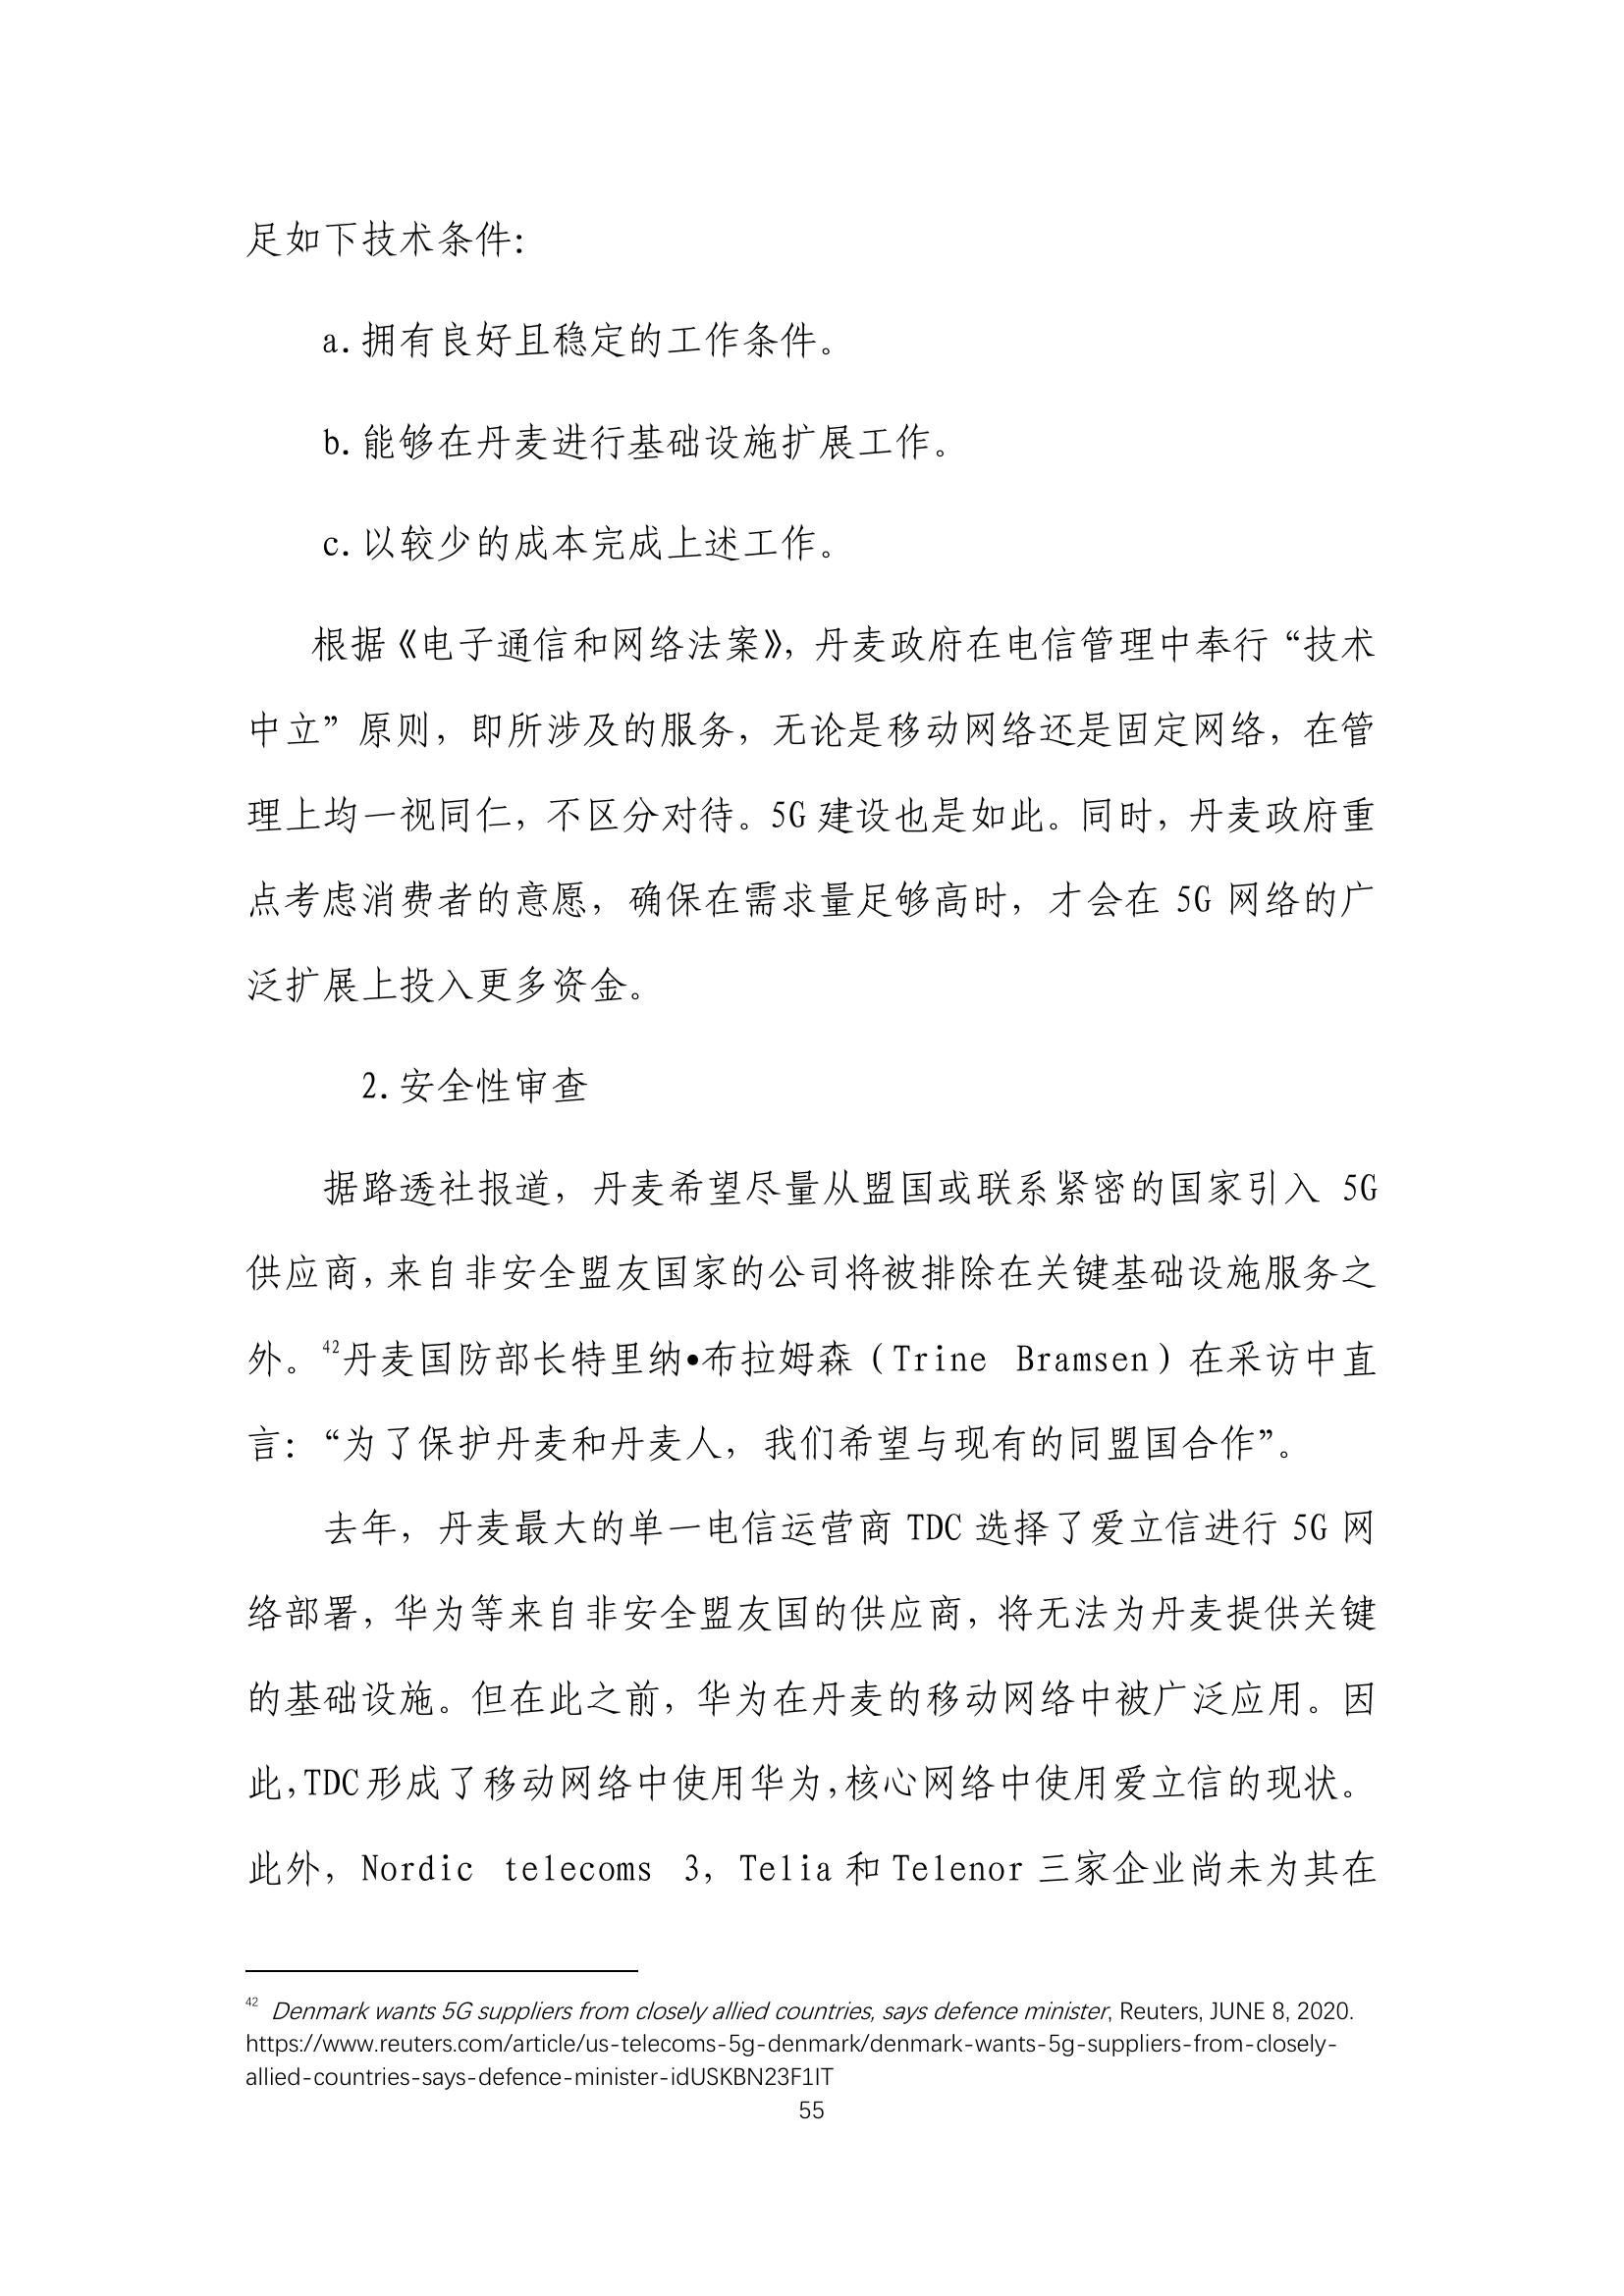 足如下技术条件：
a.拥有良好且稳定的工作条件。
b.能够在丹麦进行基础设施扩展工作。
c.以较少的成本完成上述工作。
根据《电子通信和网络法案》，丹麦政府在电信管理中奉行“技术
中立”原则，即所涉及的服务，无论是移动网络还是固定网络，在管
理上均一视同仁，不区分对待。5G 建设也是如此。同时，丹麦政府重
点考虑消费者的意愿，确保在需求量足够高时，才会在 5G 网络的广
泛扩展上投入更多资金。
2.安全性审查
据路透社报道，丹麦希望尽量从盟国或联系紧密的国家引入 5G
供应商，来自非安全盟友国家的公司将被排除在关键基础设施服务之
外。42丹麦国防部长特里纳•布拉姆森（Trine Bramsen）在采访中直
言：“为了保护丹麦和丹麦人，我们希望与现有的同盟国合作”。
去年，丹麦最大的单一电信运营商 TDC 选择了爱立信进行 5G 网
络部署，华为等来自非安全盟友国的供应商，将无法为丹麦提供关键
的基础设施。但在此之前，华为在丹麦的移动网络中被广泛应用。因
此，TDC 形成了移动网络中使用华为，核心网络中使用爱立信的现状。
此外，Nordic telecoms 3，Telia 和 Telenor 三家企业尚未为其在
42 Denmark wants 5G suppliers from closely allied countries, says defence minister, Reuters, JUNE 8, 2020.
https://www.reuters.com/article/us-telecoms-5g-denmark/denmark-wants-5g-suppliers-from-closely-
allied-countries-says-defence-minister-idUSKBN23F1IT
55